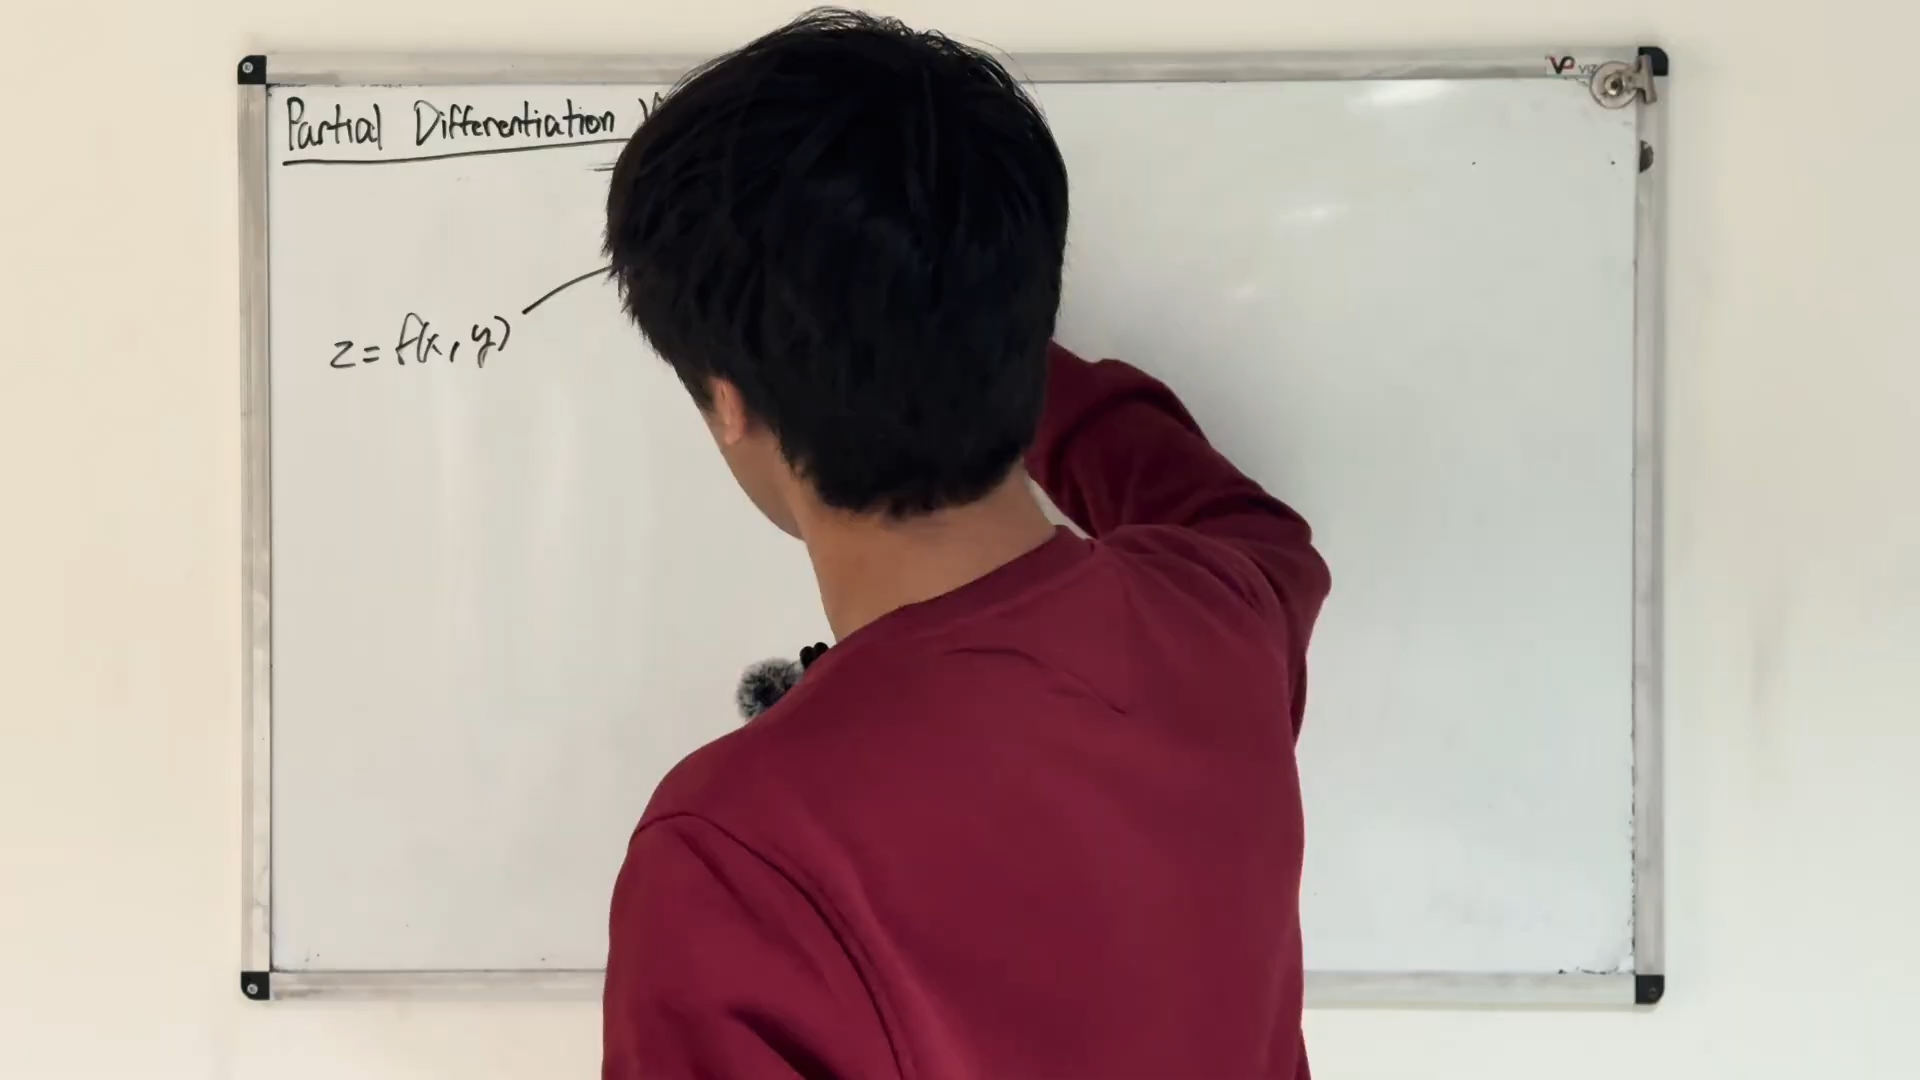 Partial Differentiation
z = f(x, y)